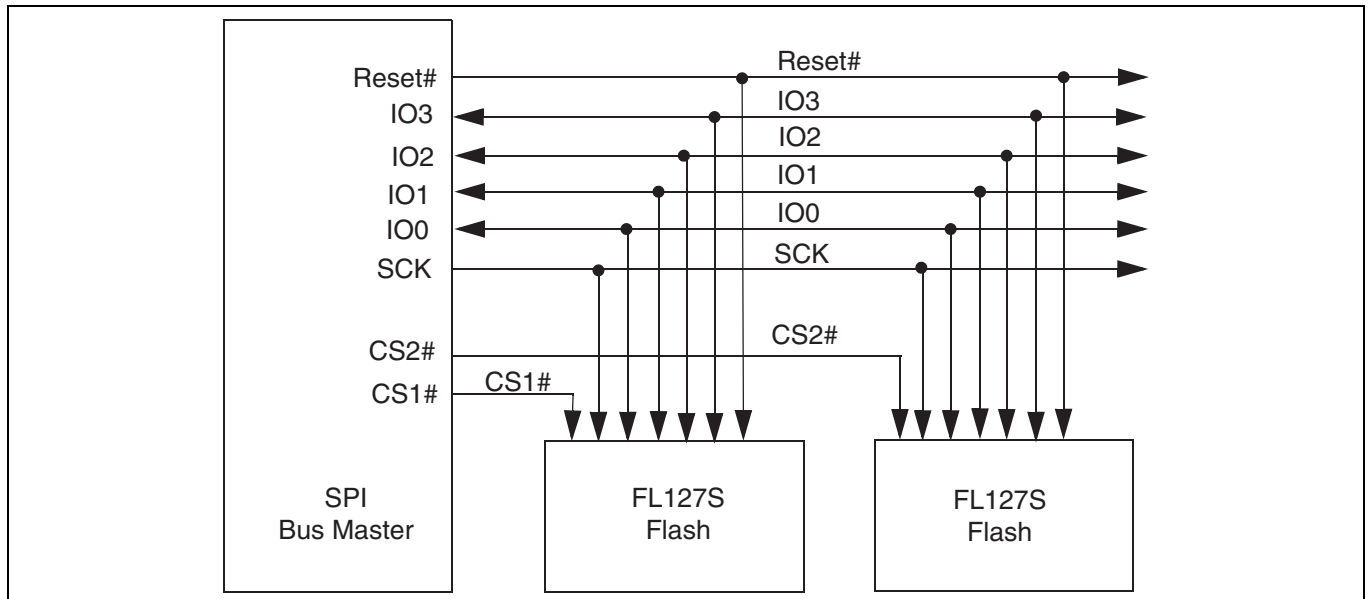 Reset# Reset#
IO3 IO3
IO2 IO2
IO1 IO1
IO0 IO0
SCK SCK
CS2# CS2#
CS1# CS1#
SPI
Bus Master
FL127S
Flash
FL127S
Flash